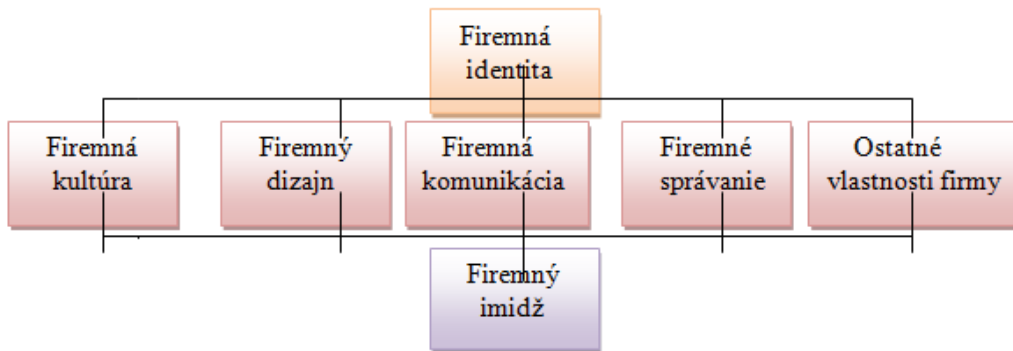 Firemná
identita
Firemná
kultúra
Firemný
dizajn
Firemná
komunikácia
Firemné
správanie
Ostatné
vlastnosti firmy
Firemný
imidž